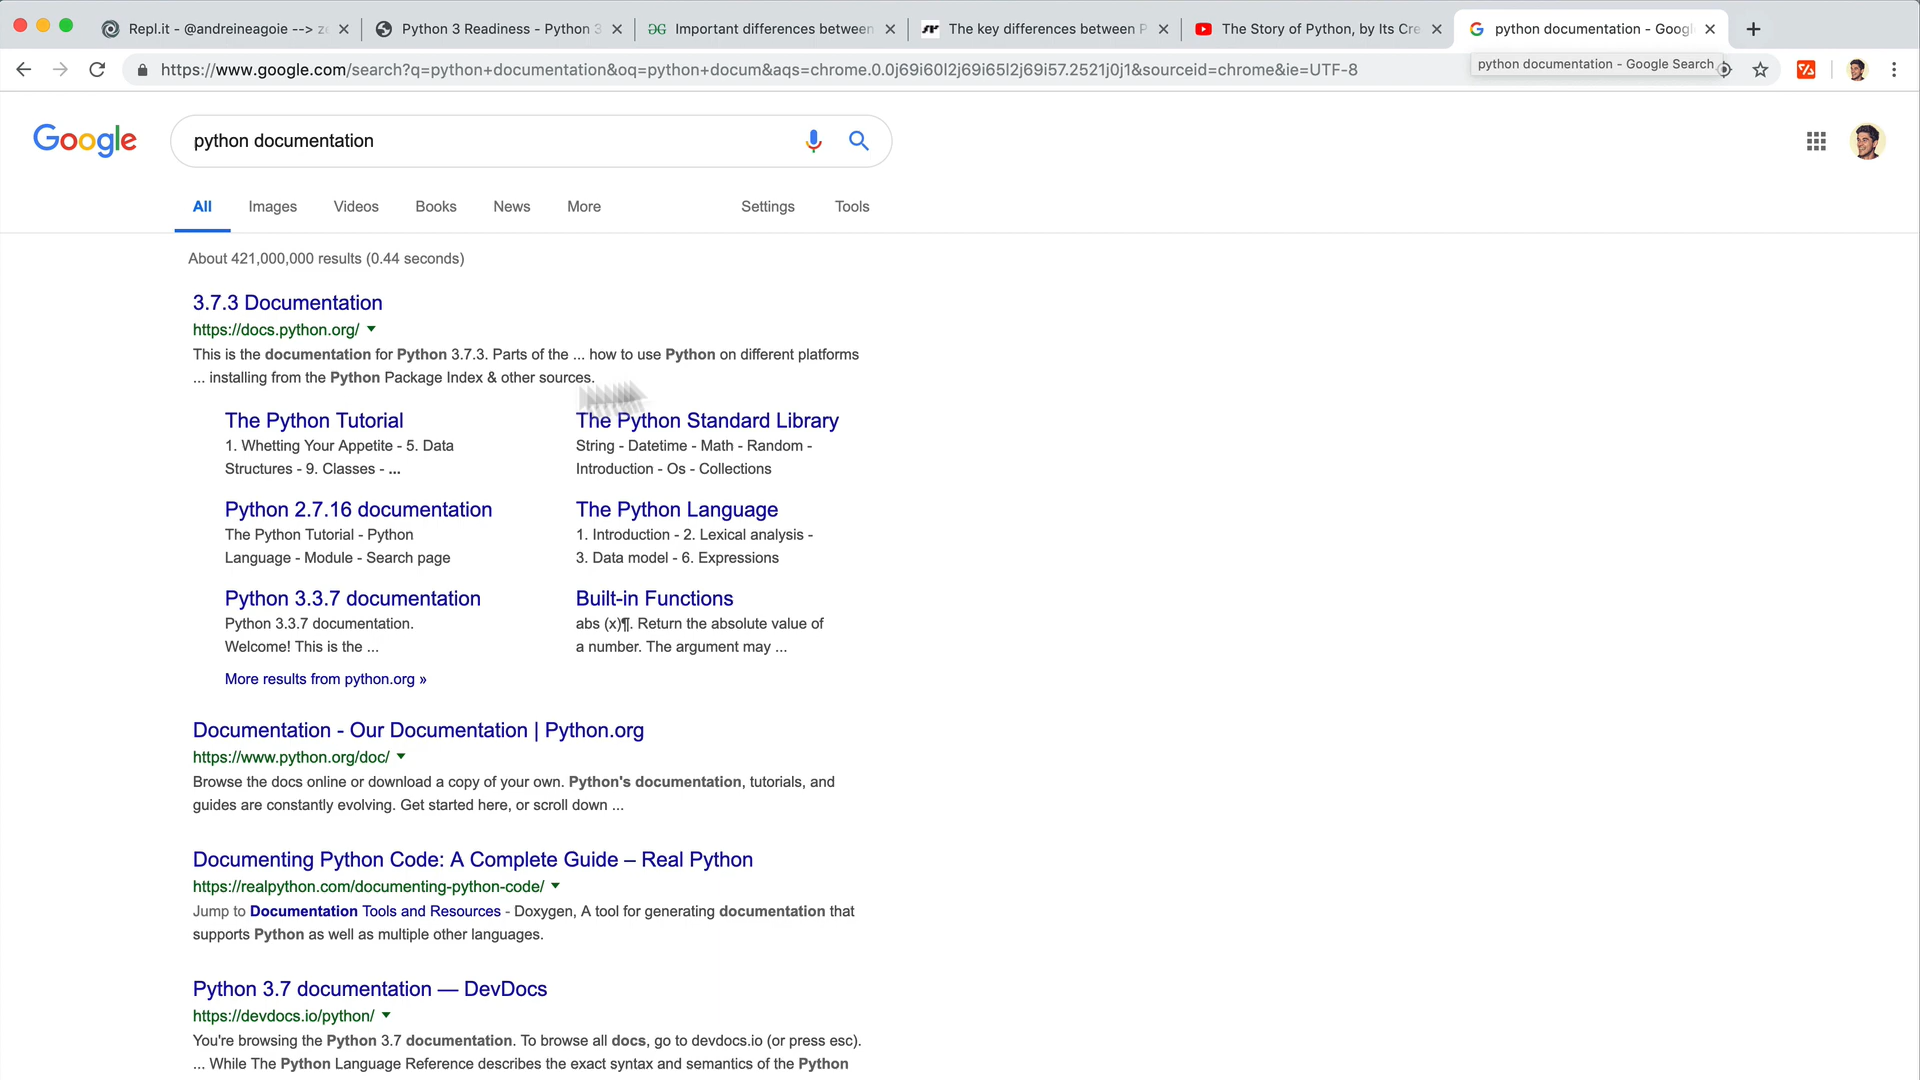 Repl.it - @andreineagoie --> ze
Python 3 Readiness - Python 3
Important differences between
The key differences between P
The Story of Python, by Its Cre
python documentation - Googl
https://www.google.com/search?q=python+documentation&oq=python+docum&aqs=chrome.0.0j69i60l2j69i65l2j69i57.2521j0j1&sourceid=chrome&ie=UTF-8
python documentation - Google Search
Google
python documentation
All
Images
Videos
Books
News
More
Settings
Tools
About 421,000,000 results (0.44 seconds)
3.7.3 Documentation
https://docs.python.org/
This is the documentation for Python 3.7.3. Parts of the ... how to use Python on different platforms
... installing from the Python Package Index & other sources.
The Python Tutorial
1. Whetting Your Appetite - 5. Data
Structures - 9. Classes - ...
The Python Standard Library
String - Datetime - Math - Random -
Introduction - Os - Collections
Python 2.7.16 documentation
The Python Tutorial - Python
Language - Module - Search page
The Python Language
1. Introduction - 2. Lexical analysis -
3. Data model - 6. Expressions
Python 3.3.7 documentation
Python 3.3.7 documentation.
Welcome! This is the ...
Built-in Functions
abs (x)¶. Return the absolute value of
a number. The argument may ...
More results from python.org »
Documentation - Our Documentation | Python.org
https://www.python.org/doc/
Browse the docs online or download a copy of your own. Python's documentation, tutorials, and
guides are constantly evolving. Get started here, or scroll down ...
Documenting Python Code: A Complete Guide – Real Python
https://realpython.com/documenting-python-code/
Jump to Documentation Tools and Resources - Doxygen, A tool for generating documentation that
supports Python as well as multiple other languages.
Python 3.7 documentation — DevDocs
https://devdocs.io/python/
You're browsing the Python 3.7 documentation. To browse all docs, go to devdocs.io (or press esc).
... While The Python Language Reference describes the exact syntax and semantics of the Python